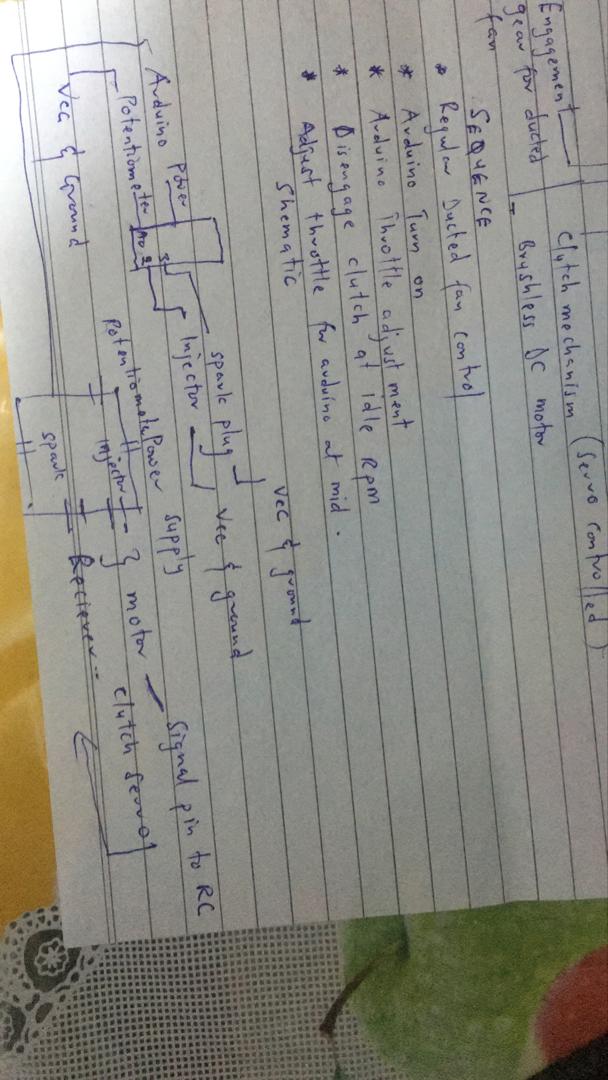 Clutch mechanism (Servo controlled)
Engagement
gear for ducted
fan
- Brushless DC motor
SEQUENCE
* Regular Ducted fan control
* Arduino Turn on
* Arduino Throttle adjustment
* Disengage clutch at idle Rpm
* Adjust throttle for arduino at mid.
Shematic
Vcc & ground
spark plug
Vcc & ground
Injector
Arduino
Power
3
Potentiometer
A0 2
Vcc & Ground
Power Supply
Potentiometer
Injector
motor
Signal pin to RC
Clutch servo
Reciever
spark